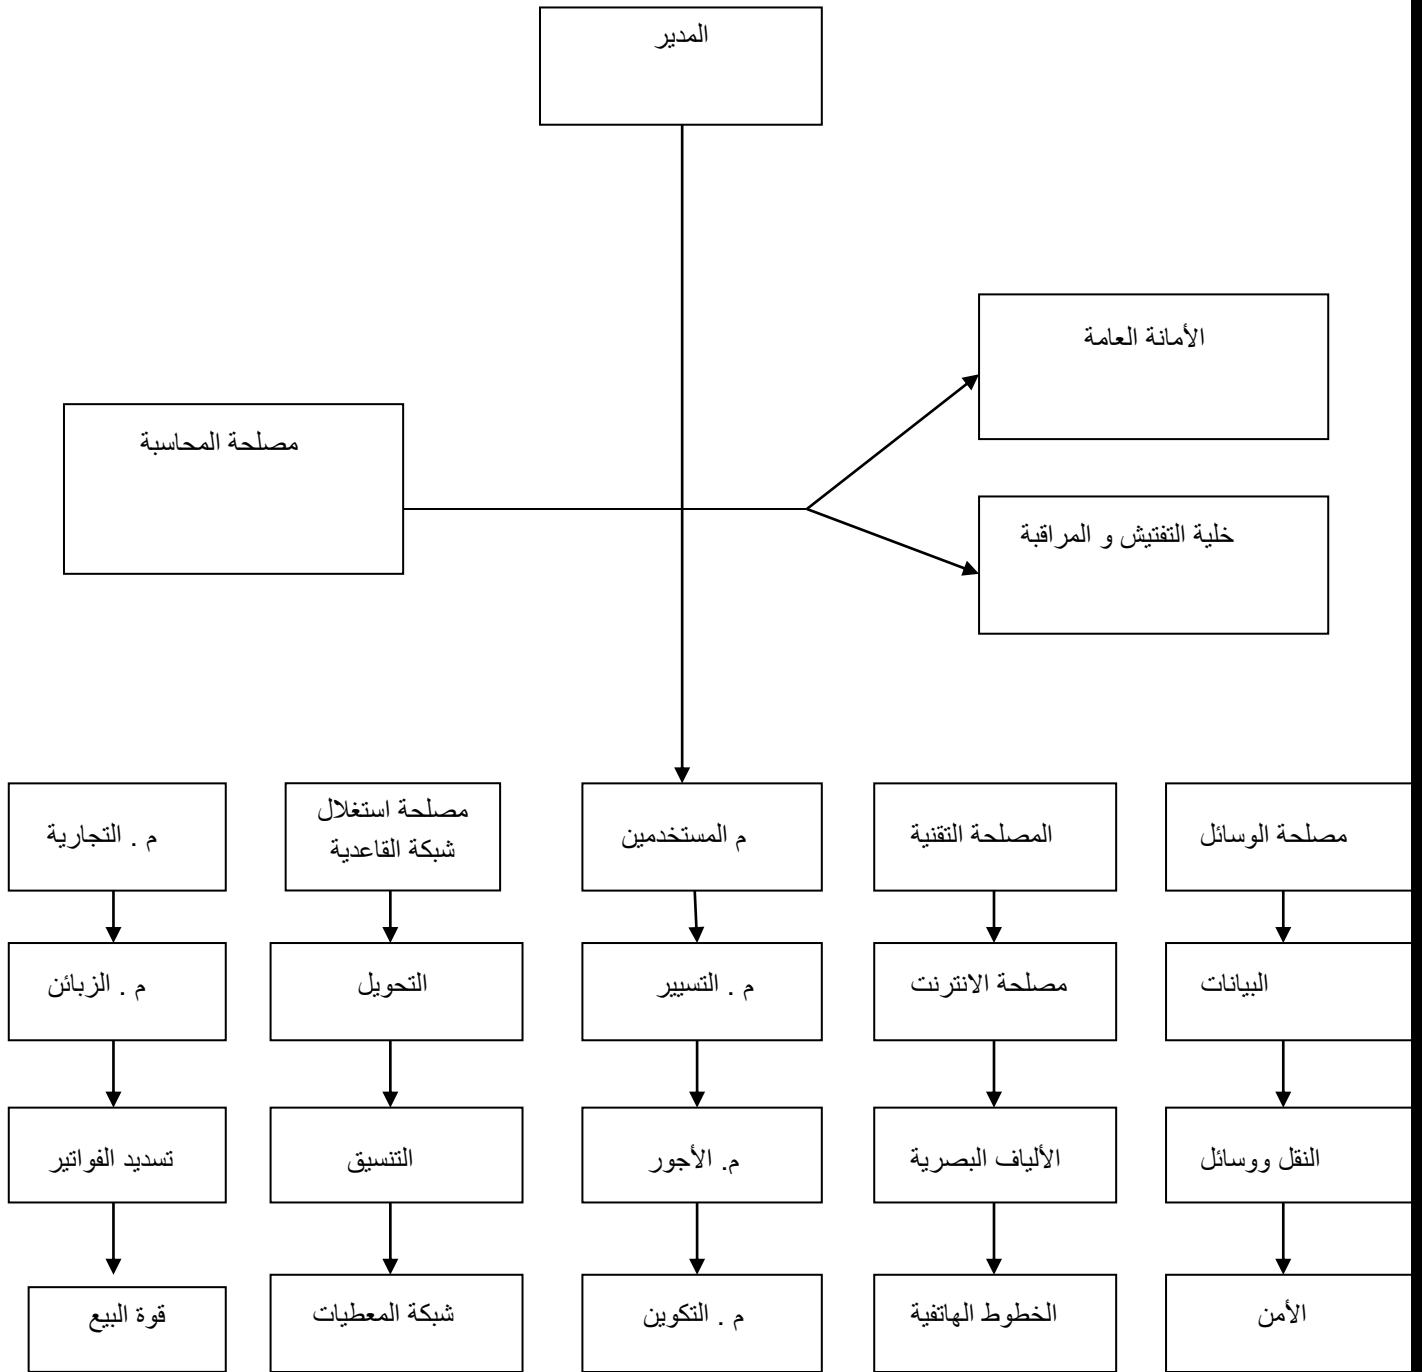 المدير
الأمانة العامة
مصلحة المحاسبة
خلية التفتيش و المراقبة
مصلحة الوسائل
المصلحة التقنية
م المستخدمين
مصلحة استغلال
شبكة القاعدية
م . التجارية
البيانات
مصلحة الانترنت
م . التسيير
التحويل
م . الزبائن
النقل ووسائل
الألياف البصرية
م. الأجور
التنسيق
تسديد الفواتير
الأمن
الخطوط الهاتفية
م . التكوين
شبكة المعطيات
قوة البيع